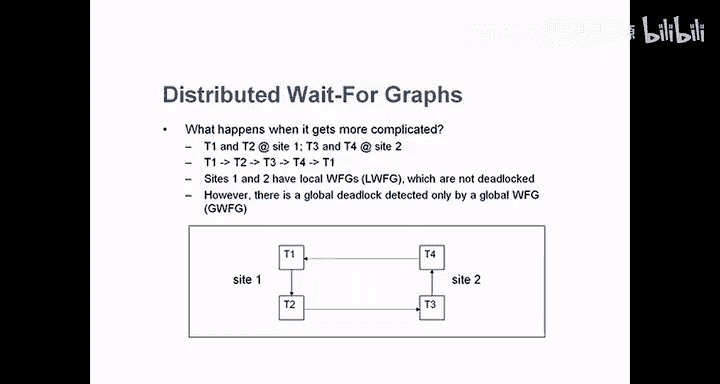 bilibili
Distributed Wait-For Graphs
• What happens when it gets more complicated?
– T1 and T2 @ site 1; T3 and T4 @ site 2
– T1 -> T2 -> T3 -> T4 -> T1
– Sites 1 and 2 have local WFGs (LWFG), which are not deadlocked
– However, there is a global deadlock detected only by a global WFG
(GWFG)
T1
T4
site 1
site 2
T2
T3